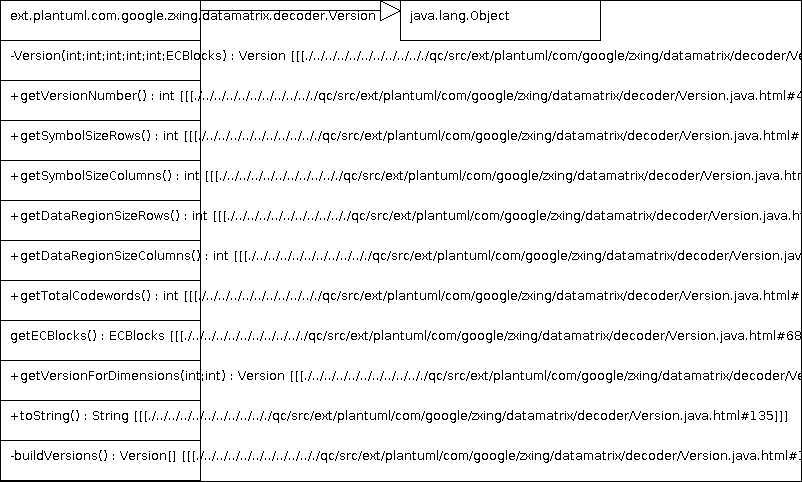 ext.plantuml.com.google.zxing.datamatrix.decoder.Version
java.lang.Object
-Version(int;int;int;int;int;ECBlocks) : Version [[[./../../../../../../../../../../qc/src/ext/plantuml/com/google/zxing/datamatrix/decoder/Ve
+getVersionNumber() : int [[[./../../../../../../../../../../qc/src/ext/plantuml/com/google/zxing/datamatrix/decoder/Version.java.html#4
+getSymbolSizeRows() : int [[[./../../../../../../../../../../qc/src/ext/plantuml/com/google/zxing/datamatrix/decoder/Version.java.html#
+getSymbolSizeColumns() : int [[[./../../../../../../../../../../qc/src/ext/plantuml/com/google/zxing/datamatrix/decoder/Version.java.htm
+getDataRegionSizeRows() : int [[[./../../../../../../../../../../qc/src/ext/plantuml/com/google/zxing/datamatrix/decoder/Version.java.ht
+getDataRegionSizeColumns() : int [[[./../../../../../../../../../../qc/src/ext/plantuml/com/google/zxing/datamatrix/decoder/Version.jav
+getTotalCodewords() : int [[[./../../../../../../../../../../qc/src/ext/plantuml/com/google/zxing/datamatrix/decoder/Version.java.html#
getECBlocks() : ECBlocks [[[./../../../../../../../../../../qc/src/ext/plantuml/com/google/zxing/datamatrix/decoder/Version.java.html#68
+getVersionForDimensions(int;int) : Version [[[./../../../../../../../../../../qc/src/ext/plantuml/com/google/zxing/datamatrix/decoder/Ve
+toString() : String [[[./../../../../../../../../../../qc/src/ext/plantuml/com/google/zxing/datamatrix/decoder/Version.java.html#135]]]
-buildVersions() : Version[] [[[./../../../../../../../../../../qc/src/ext/plantuml/com/google/zxing/datamatrix/decoder/Version.java.html#1